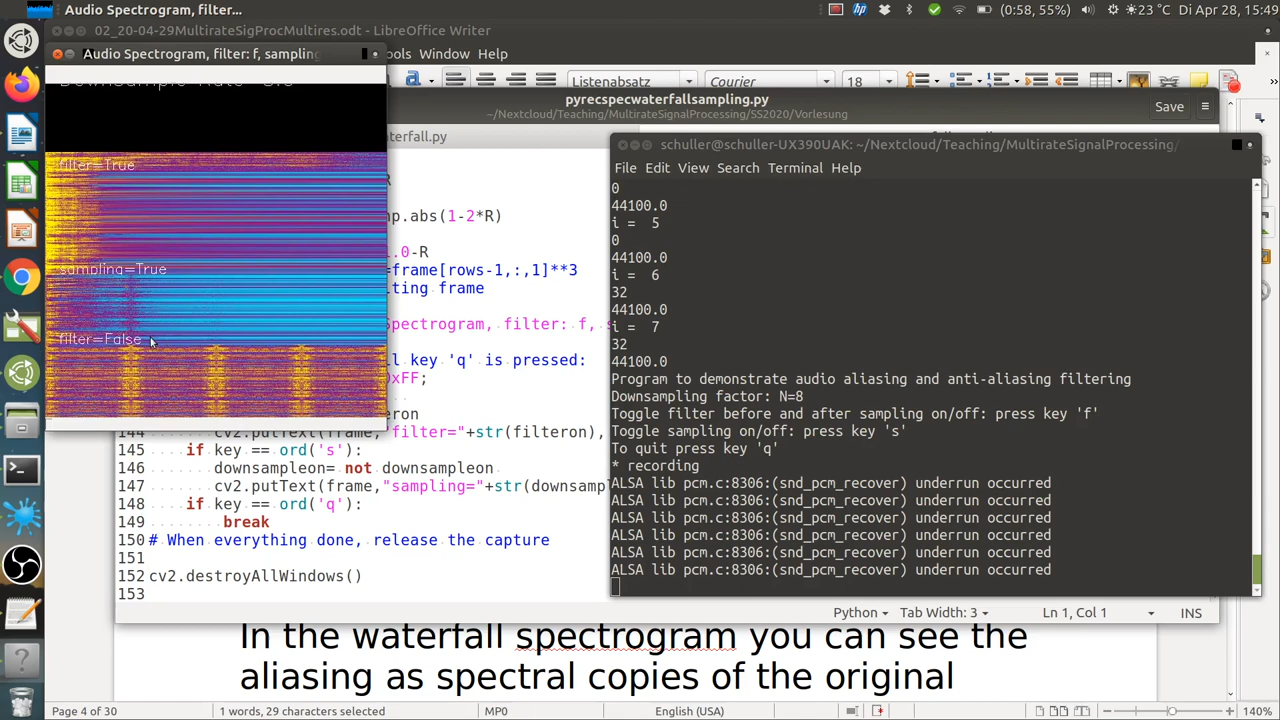 Audio Spectrogram, filter...
(0:58, 55%)
23 °C
Di Apr 28, 15:49
02_20-04-29MultirateSigProcMultires.odt - LibreOffice Writer
Audio Spectrogram, filter: f, sampling
ols Window Help
Listenabsatz
Courier
18
pyrecspecwaterfallsampling.py
~/Nextcloud/Teaching/MultirateSignalProcessing/SS2020/Vorlesung
Save
terfall.py
filter=True
sampling=True
filter=False
R
np.abs(1-2*R)
1.0-R
=frame[rows-1,:,1]**3
lting frame
Spectrogram, filter: f, s
l key 'q' is pressed:
0xFF;
eron
144 cv2.putText(frame,"filter="+str(filteron),
145 if key == ord('s'):
146 downsampleon= not downsampleon
147 cv2.putText(frame,"sampling="+str(downsamp
148 if key == ord('q'):
149 break
150 # When everything done, release the capture
151
152 cv2.destroyAllWindows()
153
schuller@schuller-UX390UAK: ~/Nextcloud/Teaching/MultirateSignalProcessing/
File Edit View Search Terminal Help
0
44100.0
i = 5
0
44100.0
i = 6
32
44100.0
i = 7
32
44100.0
Program to demonstrate audio aliasing and anti-aliasing filtering
Downsampling factor: N=8
Toggle filter before and after sampling on/off: press key 'f'
Toggle sampling on/off: press key 's'
To quit press key 'q'
* recording
ALSA lib pcm.c:8306:(snd_pcm_recover) underrun occurred
ALSA lib pcm.c:8306:(snd_pcm_recover) underrun occurred
ALSA lib pcm.c:8306:(snd_pcm_recover) underrun occurred
ALSA lib pcm.c:8306:(snd_pcm_recover) underrun occurred
ALSA lib pcm.c:8306:(snd_pcm_recover) underrun occurred
ALSA lib pcm.c:8306:(snd_pcm_recover) underrun occurred
Python
Tab Width: 3
Ln 1, Col 1
INS
In the waterfall spectrogram you can see the
aliasing as spectral copies of the original
Page 4 of 30
1 words, 29 characters selected
MP0
English (USA)
140%